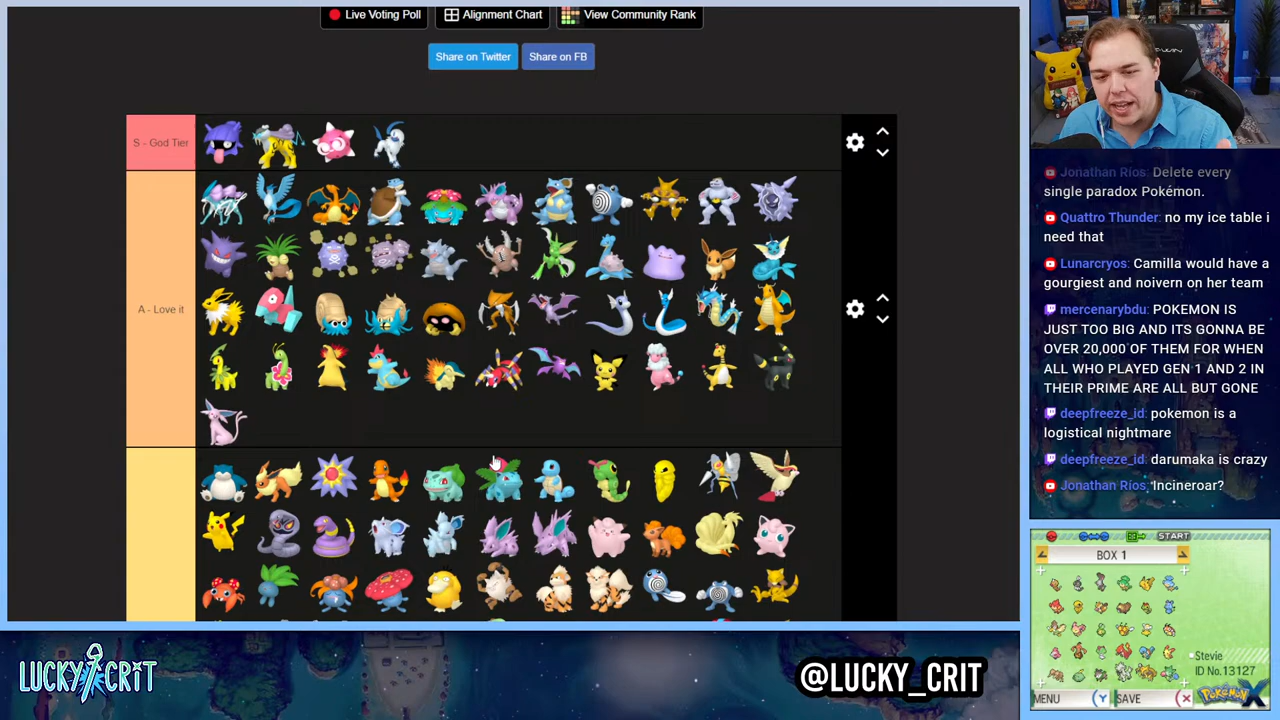 Live Voting Poll
Alignment Chart
View Community Rank
Share on Twitter
Share on FB
S - God Tier
A - Love it
Jonathan Ríos: Delete every
single paradox Pokémon.
Quattro Thunder: no my ice table i
need that
Lunarcryos: Camilla would have a
gourgiest and noivern on her
team
mercenarybdu: POKEMON IS
JUST TOO BIG AND ITS GONNA BE
OVER 20,000 OF THEM FOR WHEN
ALL WHO PLAYED GEN 1 AND 2 IN
THEIR PRIME ARE ALL BUT GONE
deepfreeze_id: pokemon is a
logistical nightmare
deepfreeze_id: darumaka is crazy
Jonathan Ríos: Incineroar?
START
BOX 1
Stevie
ID No.13127
MENU
(Y)
SAVE
(X)
POKéMON X
LUCKY CRIT
@LUCKY_CRIT